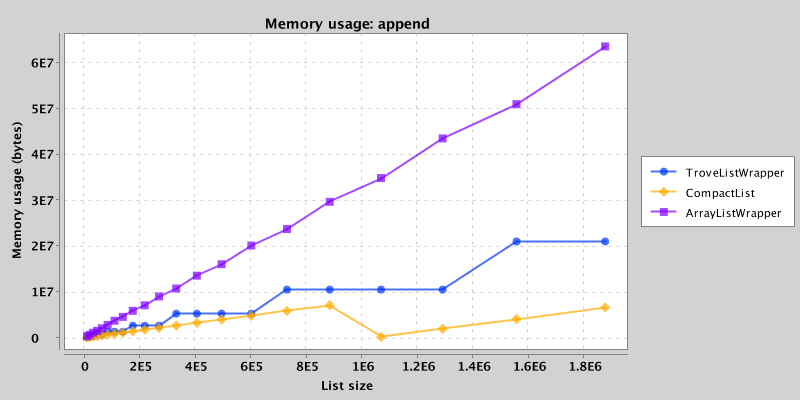 Memory usage: append
Memory usage (bytes)
6E7
5E7
4E7
3E7
2E7
1E7
0
0 2E5 4E5 6E5 8E5 1E6 1.2E6 1.4E6 1.6E6 1.8E6
List size
TroveListWrapper
CompactList
ArrayListWrapper